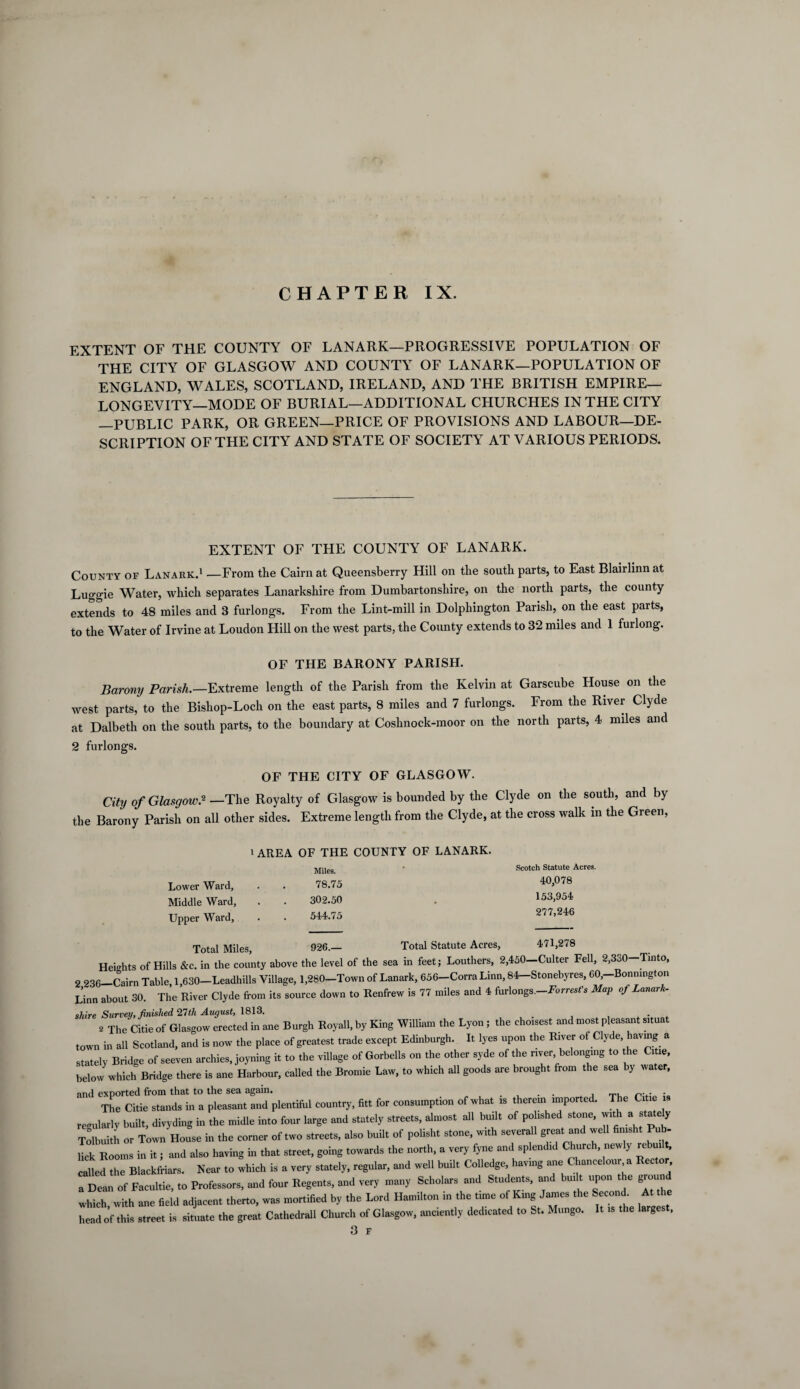 CHAPTER IX.
EXTENT OF THE COUNTY OF LANARK—PROGRESSIVE POPULATION OF
THE CITY OF GLASGOW AND COUNTY OF LANARK—POPULATION OF
ENGLAND, WALES, SCOTLAND, IRELAND, AND THE BRITISH EMPIRE—
LONGEVITY—MODE OF BURIAL—ADDITIONAL CHURCHES IN THE CITY
—PUBLIC PARK, OR GREEN—PRICE OF PROVISIONS AND LABOUR—DE-
SCRIPTION OF THE CITY AND STATE OF SOCIETY AT VARIOUS PERIODS.
EXTENT OF THE COUNTY OF LANARK.
County of Lanark.¹ —From the Cairn at Queensberry Hill on the south parts, to East Blairlinn at
Luggie Water, which separates Lanarkshire from Dumbartonshire, on the north parts, the county
extends to 48 miles and 3 furlongs. From the Lint-mill in Dolphington Parish, on the east parts,
to the Water of Irvine at Loudon Hill on the west parts, the County extends to 32 miles and 1 furlong.
OF THE BARONY PARISH.
Barony Parish.—Extreme length of the Parish from the Kelvin at Garscube House on the
west parts, to the Bishop-Loch on the east parts, 8 miles and 7 furlongs. From the River Clyde
at Dalbeth on the south parts, to the boundary at Coshnock-moor on the north parts, 4 miles and
2 furlongs.
OF THE CITY OF GLASGOW.
City of Glasgow.² —The Royalty of Glasgow is bounded by the Clyde on the south, and by
the Barony Parish on all other sides. Extreme length from the Clyde, at the cross walk in the Green,
¹ AREA OF THE COUNTY OF LANARK.
Miles. Scotch Statute Acres.
Lower Ward, . . 78.75 40,078
Middle Ward, . . 302.50 . 153,954
Upper Ward, . . 544.75 277,246
Total Miles, 926.— Total Statute Acres, 471,278
Heights of Hills &c. in the county above the level of the sea in feet; Louthers, 2,450—Culter Fell, 2,330—Tinto,
2,236—Cairn Table, 1,630—Leadhills Village, 1,280—Town of Lanark, 656—Corra Linn, 84—Stonebyres, 60,—Bonnington
Linn about 30. The River Clyde from its source down to Renfrew is 77 miles and 4 furlongs.—Forrest's Map of Lanark-
shire Survey, finished 27th August, 1813.
² The Citie of Glasgow erected in ane Burgh Royall, by King William the Lyon; the choisest and most pleasant situat
town in all Scotland, and is now the place of greatest trade except Edinburgh. It lyes upon the River of Clyde, having a
stately Bridge of seeven archies, joyning it to the village of Gorbells on the other syde of the river, belonging to the Citie,
below which Bridge there is ane Harbour, called the Bromie Law, to which all goods are brought from the sea by water,
and exported from that to the sea again.
The Citie stands in a pleasant and plentiful country, fitt for consumption of what is therein imported. The Citie is
regularly built, divyding in the midle into four large and stately streets, almost all built of polished stone, with a stately
Tolbuith or Town House in the corner of two streets, also built of polisht stone, with severall great and well finisht Pub-
lick Rooms in it; and also having in that street, going towards the north, a very fyne and splendid Church, newly rebuilt,
called the Blackfriars. Near to which is a very stately, regular, and well built Colledge, having ane Chancelour, a Rector,
a Dean of Facultie, to Professors, and four Regents, and very many Scholars and Students, and built upon the ground
which, with ane field adjacent therto, was mortified by the Lord Hamilton in the time of King James the Second. At the
head of this street is situate the great Cathedrall Church of Glasgow, anciently dedicated to St. Mungo. It is the largest,
3 F